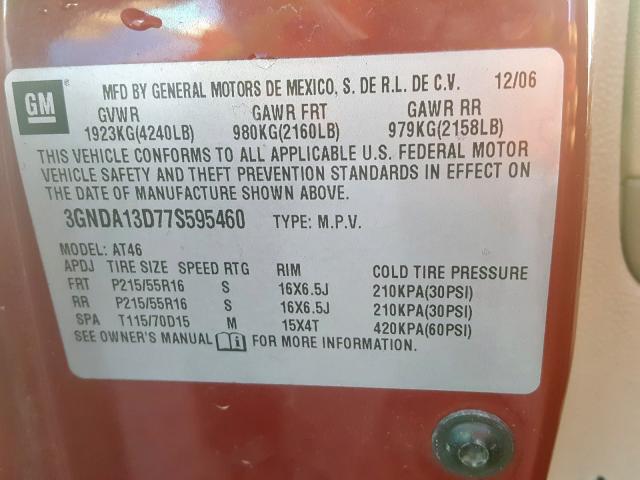 GM
MFD BY GENERAL MOTORS DE MEXICO, S. DE R.L. DE C.V. 12/06
GVWR GAWR FRT GAWR RR
1923KG(4240LB) 980KG(2160LB) 979KG(2158LB)
THIS VEHICLE CONFORMS TO ALL APPLICABLE U.S. FEDERAL MOTOR
VEHICLE SAFETY AND THEFT PREVENTION STANDARDS IN EFFECT ON
THE DATE OF MANUFACTURE SHOWN ABOVE.
3GNDA13D77S595460 TYPE: M.P.V.
MODEL: AT46
APDJ TIRE SIZE SPEED RTG RIM COLD TIRE PRESSURE
FRT P215/55R16 S 16X6.5J 210KPA(30PSI)
RR P215/55R16 S 16X6.5J 210KPA(30PSI)
SPA T115/70D15 M 15X4T 420KPA(60PSI)
SEE OWNER'S MANUAL FOR MORE INFORMATION.